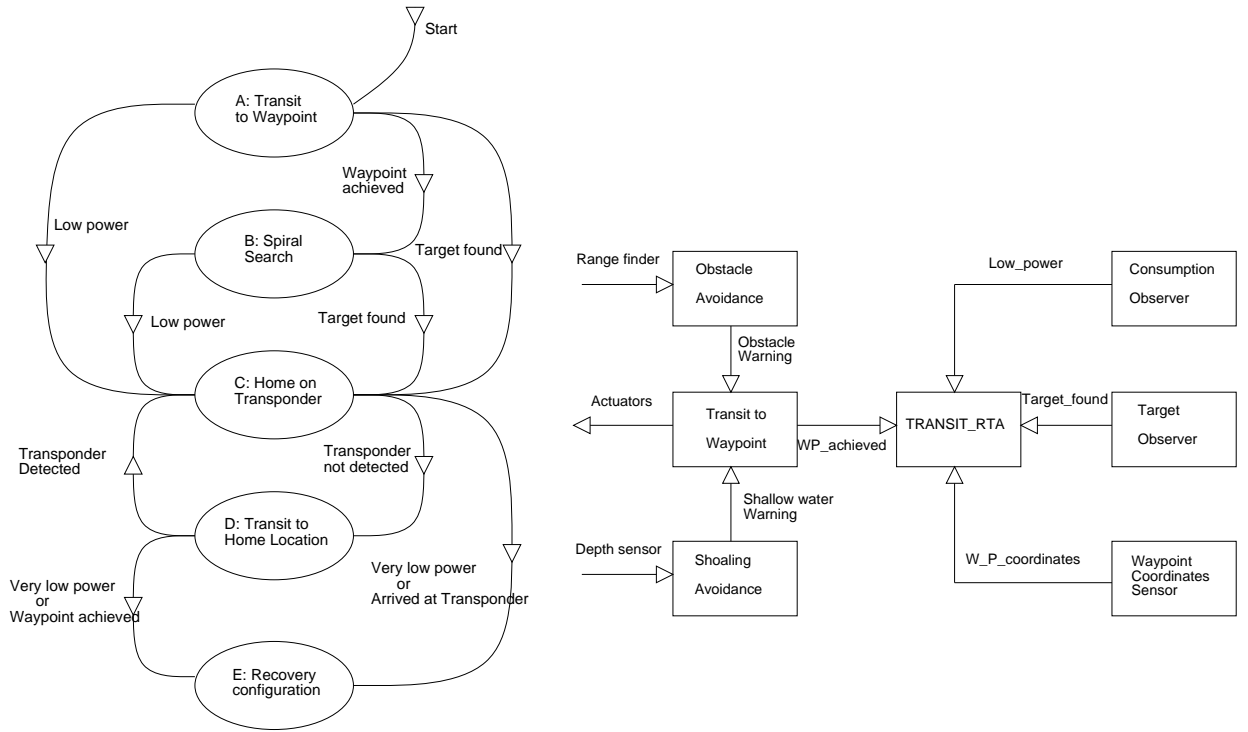 Start
A: Transit
to Waypoint
Waypoint
achieved
Low power
B: Spiral
Search
Target found
Low power
Target found
C: Home on
Transponder
Transponder
Detected
Transponder
not detected
D: Transit to
Home Location
Very low power
or
Waypoint achieved
Very low power
or
Arrived at Transponder
E: Recovery
configuration
Range finder
Obstacle
Avoidance
Obstacle
Warning
Actuators
Transit to
Waypoint
WP_achieved
Shallow water
Warning
Depth sensor
Shoaling
Avoidance
Low_power
Consumption
Observer
TRANSIT_RTA
Target_found
Target
Observer
W_P_coordinates
Waypoint
Coordinates
Sensor